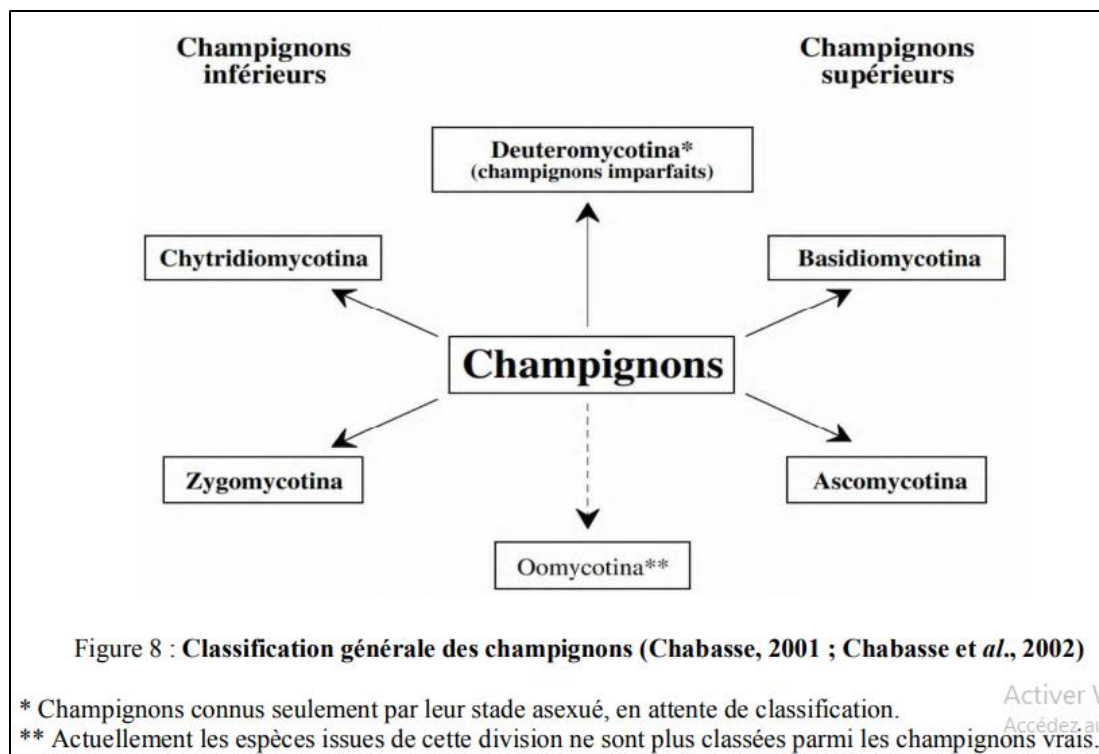 Champignons
inférieurs
Champignons
supérieurs
Deuteromycotina*
(champignons imparfaits)
Chytridiomycotina
Basidiomycotina
Champignons
Zygomycotina
Ascomycotina
Oomycotina**
Figure 8 : Classification générale des champignons (Chabasse, 2001 ; Chabasse et al., 2002)
* Champignons connus seulement par leur stade asexué, en attente de classification.
Activer
Accédez au
** Actuellement les espèces issues de cette division ne sont plus classées parmi les champignons vrais.